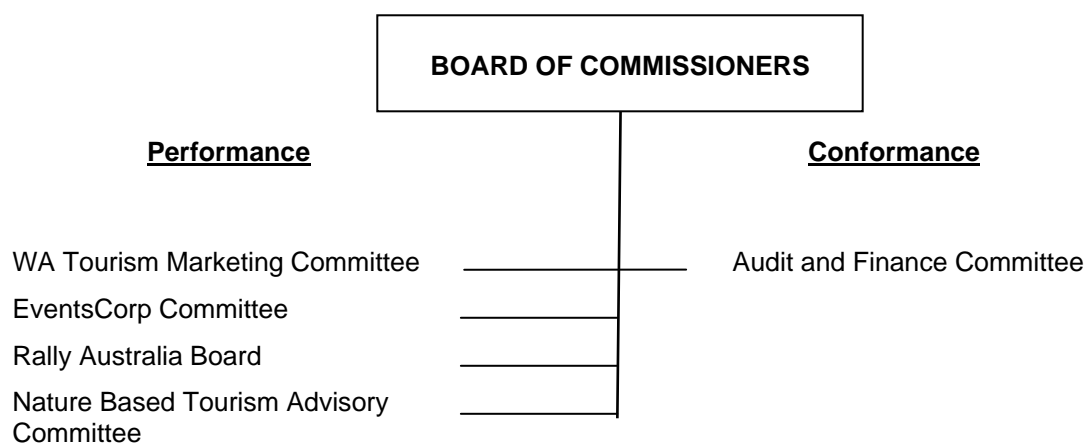 BOARD OF COMMISSIONERS
Performance
Conformance
WA Tourism Marketing Committee
Audit and Finance Committee
EventsCorp Committee
Rally Australia Board
Nature Based Tourism Advisory
Committee